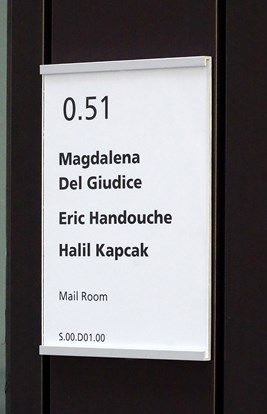 0.51
Magdalena
Del Giudice
Eric Handouche
Halil Kapcak
Mail Room
S.00.D01.00